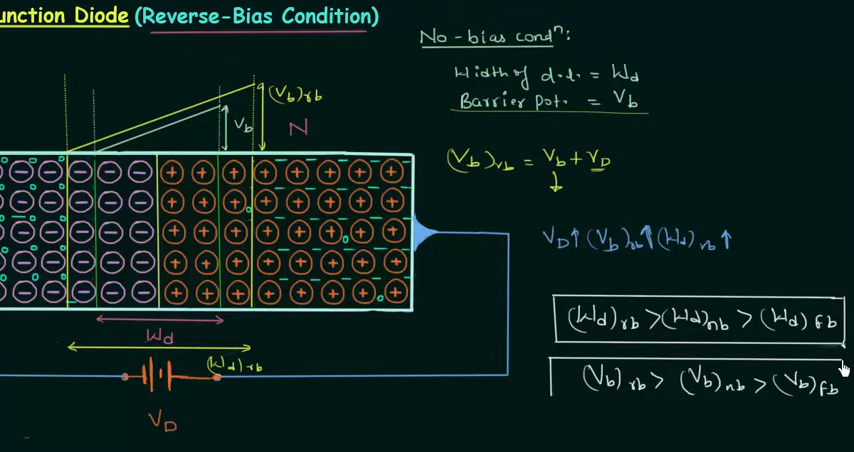 unction Diode (Reverse-Bias Condition)
No-bias condⁿ:
Width of d.l. = Wd
Barrier pot. = Vb
(Vb)rb
Vb
N
(Vb)rb = Vb + VD
VD↑ (Vb)rb↑ (Wd)rb↑
Wd
(Wd)rb
VD
(Wd)rb > (Wd)nb > (Wd)fb
(Vb)rb > (Vb)nb > (Vb)fb